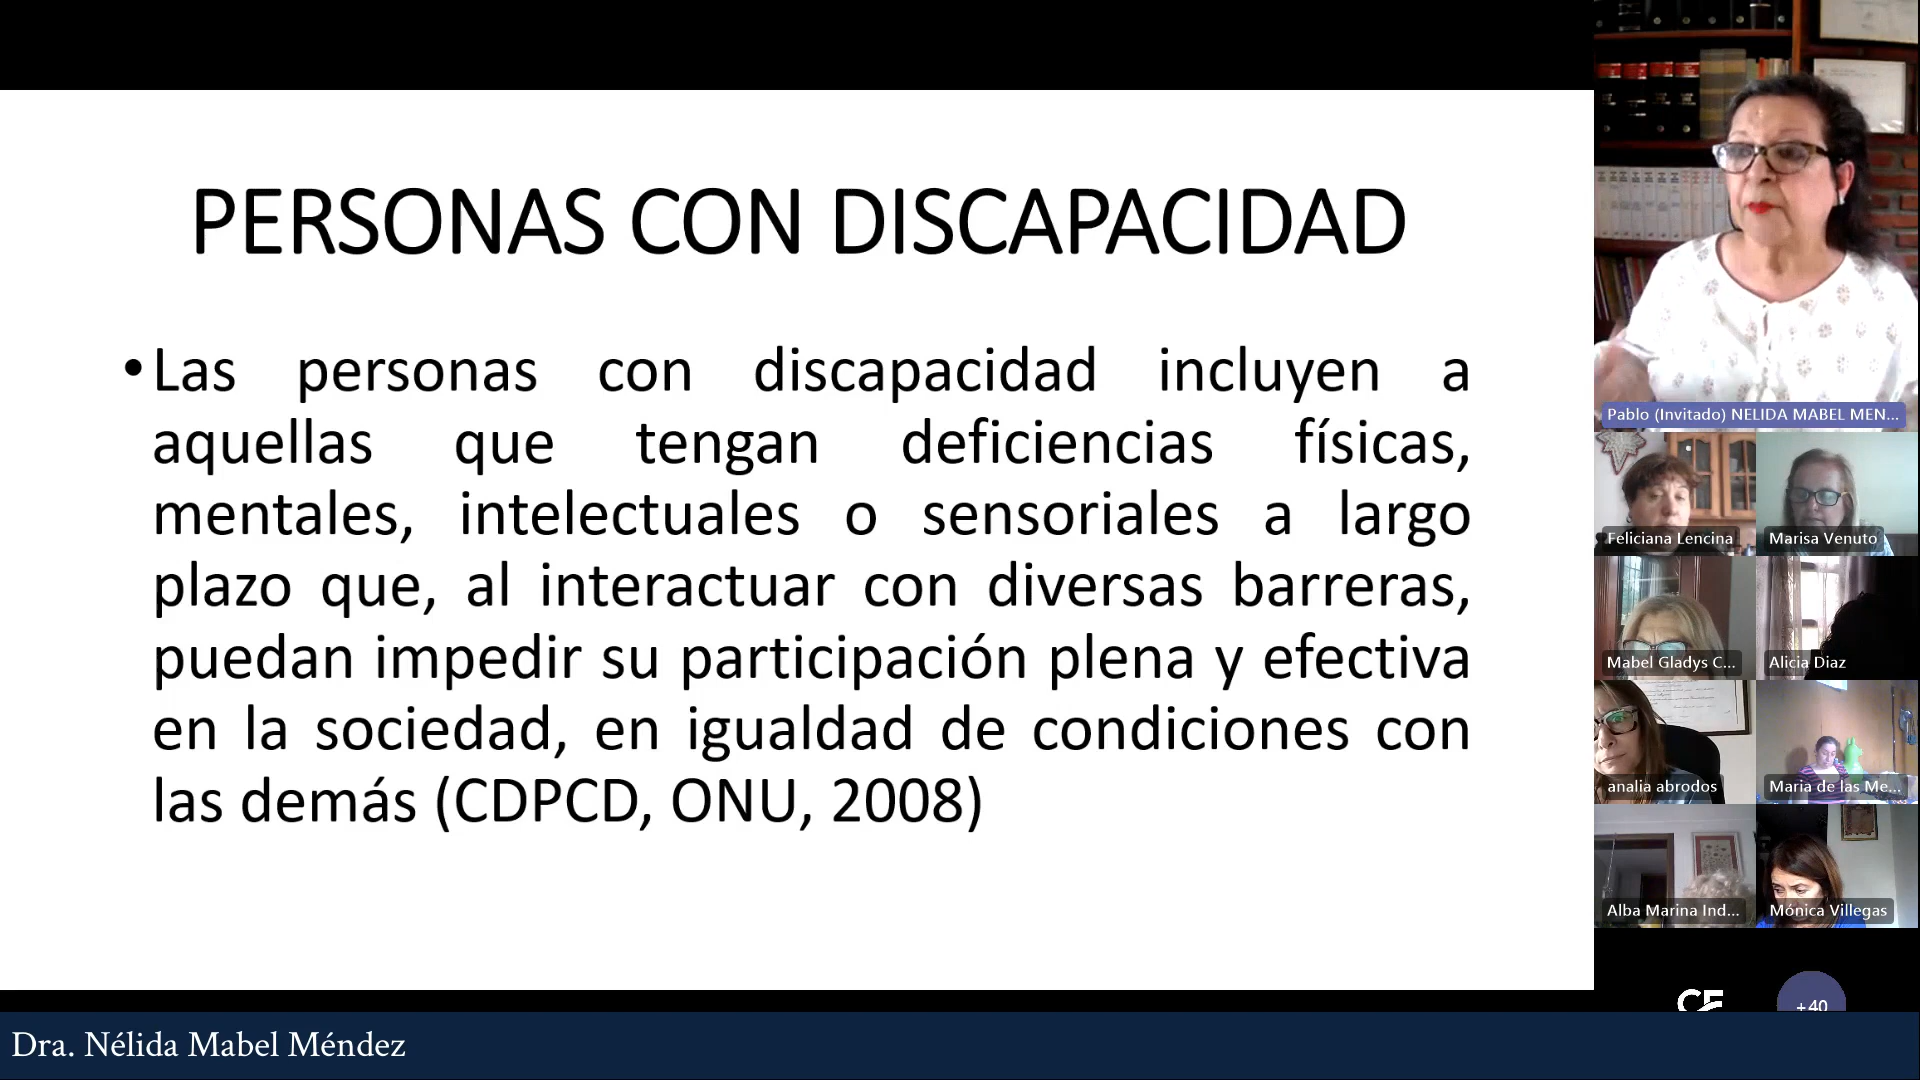 PERSONAS CON DISCAPACIDAD
•Las personas con discapacidad incluyen a
aquellas que tengan deficiencias físicas,
mentales, intelectuales o sensoriales a largo
plazo que, al interactuar con diversas barreras,
puedan impedir su participación plena y efectiva
en la sociedad, en igualdad de condiciones con
las demás (CDPCD, ONU, 2008)
Pablo (Invitado) NELIDA MABEL MEN...
Feliciana Lencina
Marisa Venuto
Mabel Gladys C...
Alicia Diaz
analia abrodos
Maria de las Me...
Alba Marina Ind...
Mónica Villegas
+40
Dra. Nélida Mabel Méndez